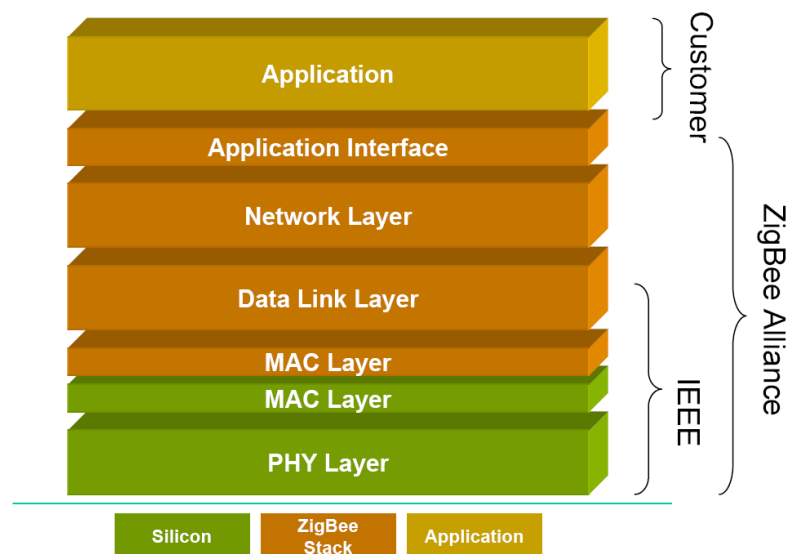 Application
Customer
Application Interface
Network Layer
Data Link Layer
MAC Layer
MAC Layer
PHY Layer
IEEE
ZigBee Alliance
Silicon
ZigBee
Stack
Application